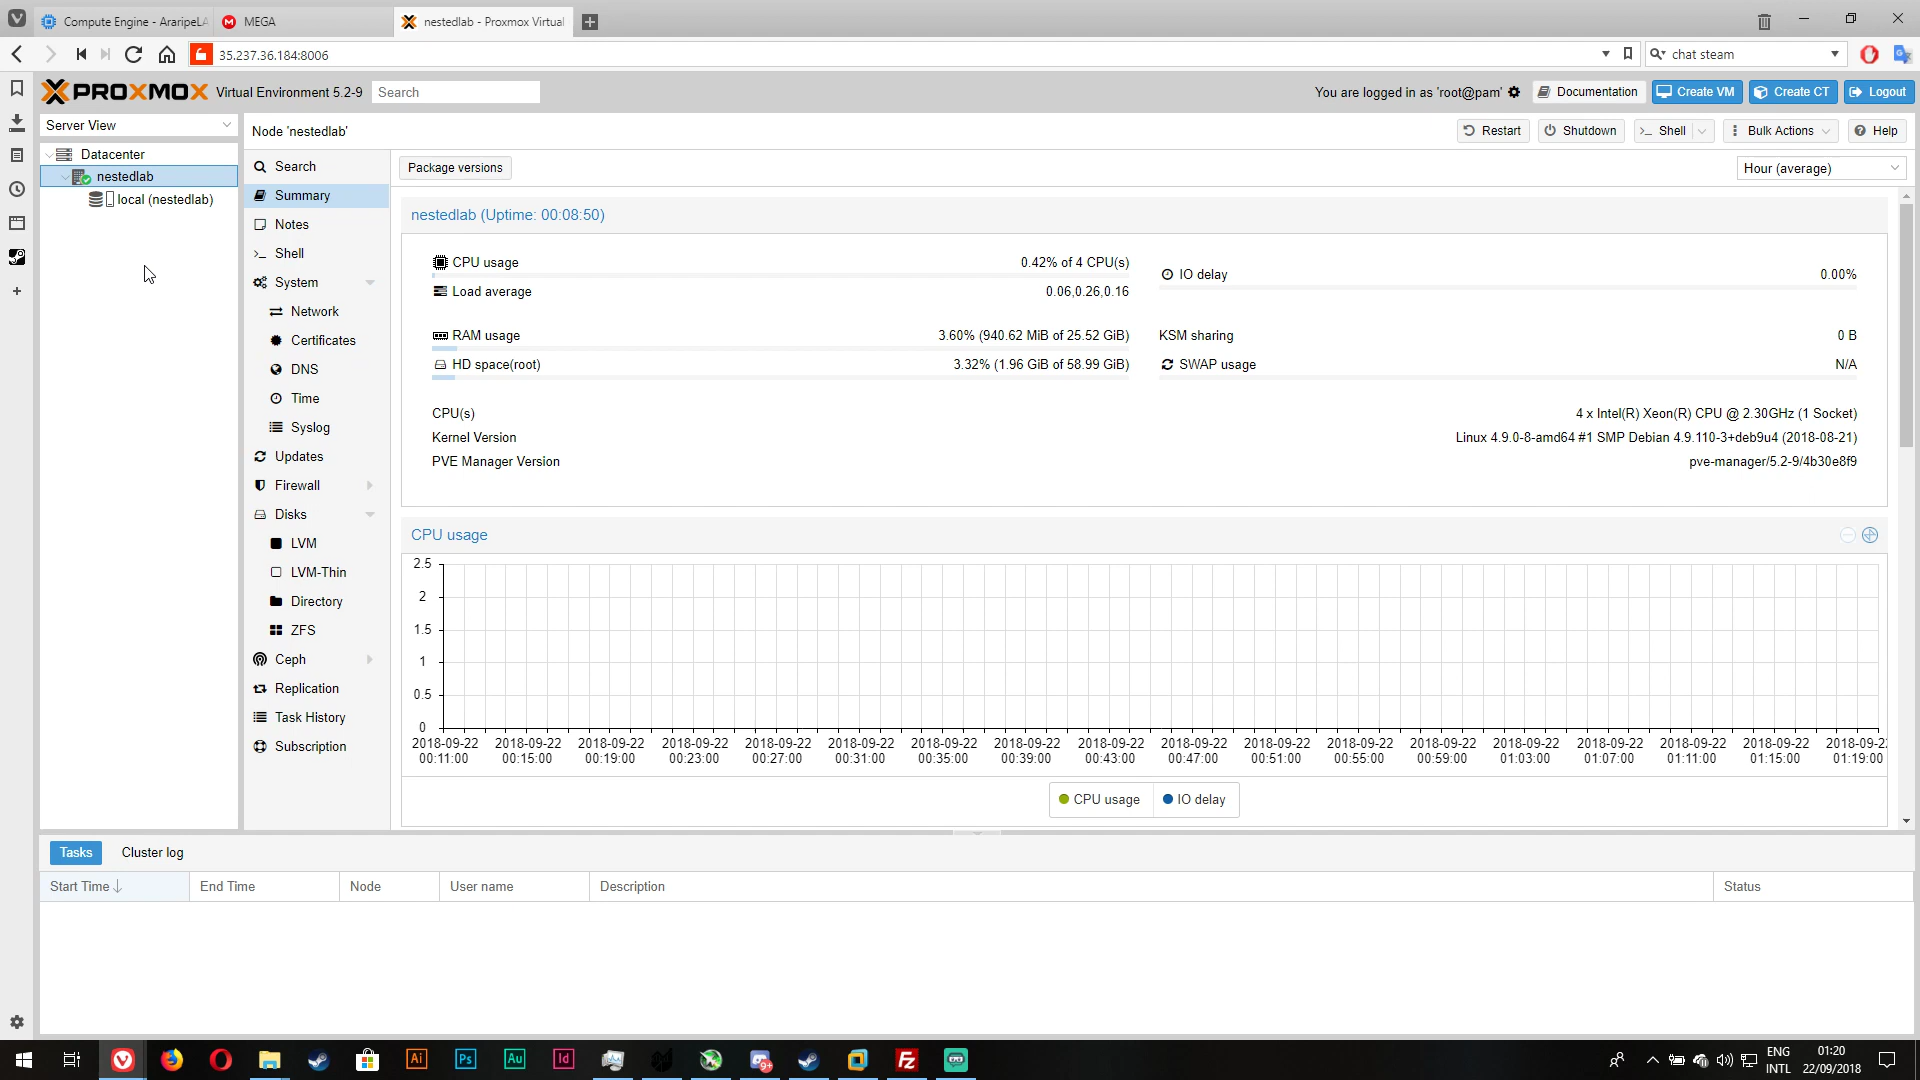 Compute Engine - AraripeLA
MEGA
nestedlab - Proxmox Virtual
35.237.36.184:8006
chat steam
PROXMOX Virtual Environment 5.2-9
Search
You are logged in as 'root@pam'
Documentation
Create VM
Create CT
Logout
Server View
Node 'nestedlab'
Restart
Shutdown
Shell
Bulk Actions
Help
Datacenter
nestedlab
local (nestedlab)
Search
Summary
Notes
Shell
System
Network
Certificates
DNS
Time
Syslog
Updates
Firewall
Disks
LVM
LVM-Thin
Directory
ZFS
Ceph
Replication
Task History
Subscription
Package versions
Hour (average)
nestedlab (Uptime: 00:08:50)
CPU usage 0.42% of 4 CPU(s)
Load average 0.06,0.26,0.16
IO delay 0.00%
RAM usage 3.60% (940.62 MiB of 25.52 GiB)
HD space(root) 3.32% (1.96 GiB of 58.99 GiB)
KSM sharing 0 B
SWAP usage N/A
CPU(s) 4 x Intel(R) Xeon(R) CPU @ 2.30GHz (1 Socket)
Kernel Version Linux 4.9.0-8-amd64 #1 SMP Debian 4.9.110-3+deb9u4 (2018-08-21)
PVE Manager Version pve-manager/5.2-9/4b30e8f9
CPU usage
2.5
2
1.5
1
0.5
0
2018-09-22 2018-09-22 2018-09-22 2018-09-22 2018-09-22 2018-09-22 2018-09-22 2018-09-22 2018-09-22 2018-09-22 2018-09-22 2018-09-22 2018-09-22 2018-09-22 2018-09-22 2018-09-22 2018-09-22 2018-09-22
00:11:00 00:15:00 00:19:00 00:23:00 00:27:00 00:31:00 00:35:00 00:39:00 00:43:00 00:47:00 00:51:00 00:55:00 00:59:00 01:03:00 01:07:00 01:11:00 01:15:00 01:19:00
CPU usage IO delay
Tasks
Cluster log
Start Time End Time Node User name Description Status
Ai
Ps
Au
Id
9+
Fz
ENG
INTL
01:20
22/09/2018